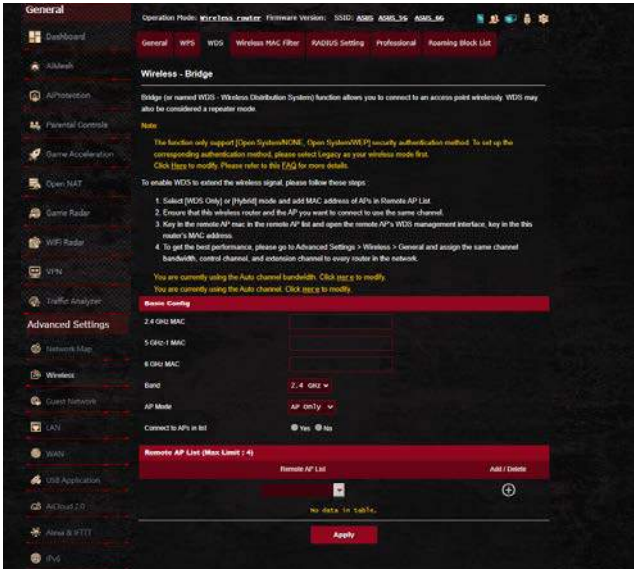 General
Operation Mode: Wireless router Firmware Version: SSID: ASUS ASUS_5G ASUS_6G
Dashboard
General WPS WDS Wireless MAC Filter RADIUS Setting Professional Roaming Block List
AiMesh
Wireless - Bridge
AiProtection
Bridge (or named WDS - Wireless Distribution System) function allows you to connect to an access point wirelessly. WDS may
also be considered a repeater mode.
Parental Controls
Note:
Game Acceleration
The function only support [Open System/NONE, Open System/WEP] security authentication method. To set up the
corresponding authentication method, please select Legacy as your wireless mode first.
Click Here to modify. Please refer to this FAQ for more details.
Open NAT
To enable WDS to extend the wireless signal, please follow these steps :
Game Radar
1. Select [WDS Only] or [Hybrid] mode and add MAC address of APs in Remote AP List.
2. Ensure that this wireless router and the AP you want to connect to use the same channel.
3. Key in the remote AP mac in the remote AP list and open the remote AP's WDS management interface, key in the this
router's MAC address.
WiFi Radar
4. To get the best performance, please go to Advanced Settings > Wireless > General and assign the same channel
bandwidth, control channel, and extension channel to every router in the network.
VPN
You are currently using the Auto channel bandwidth. Click Here to modify.
You are currently using the Auto channel. Click Here to modify.
Traffic Analyzer
Basic Config
Advanced Settings
2.4 GHz MAC
Network Map
5 GHz-1 MAC
6 GHz MAC
Wireless
Band 2.4 GHz
Guest Network
AP Mode AP Only
LAN
Connect to APs in list Yes No
WAN
Remote AP List (Max Limit : 4)
Remote AP List Add / Delete
USB Application
AiCloud 2.0
No data in table.
Alexa & IFTTT
Apply
IPv6